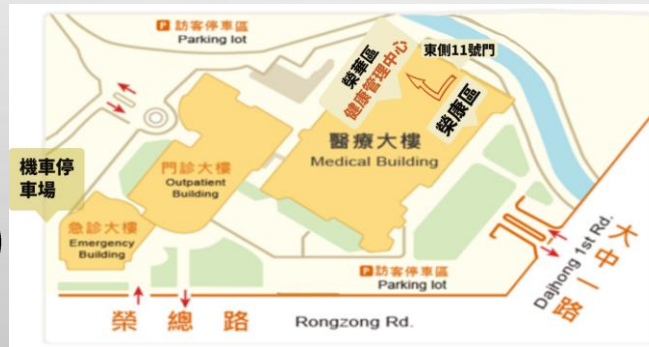 P 訪客停車區
Parking lot
東側11號門
榮華區
健康管理中心
榮康區
醫療大樓
Medical Building
門診大樓
Outpatient
Building
機車停
車場
急診大樓
Emergency
Building
P 訪客停車區
Parking lot
大中一路
Dajhong 1st Rd.
榮總路
Rongzong Rd.